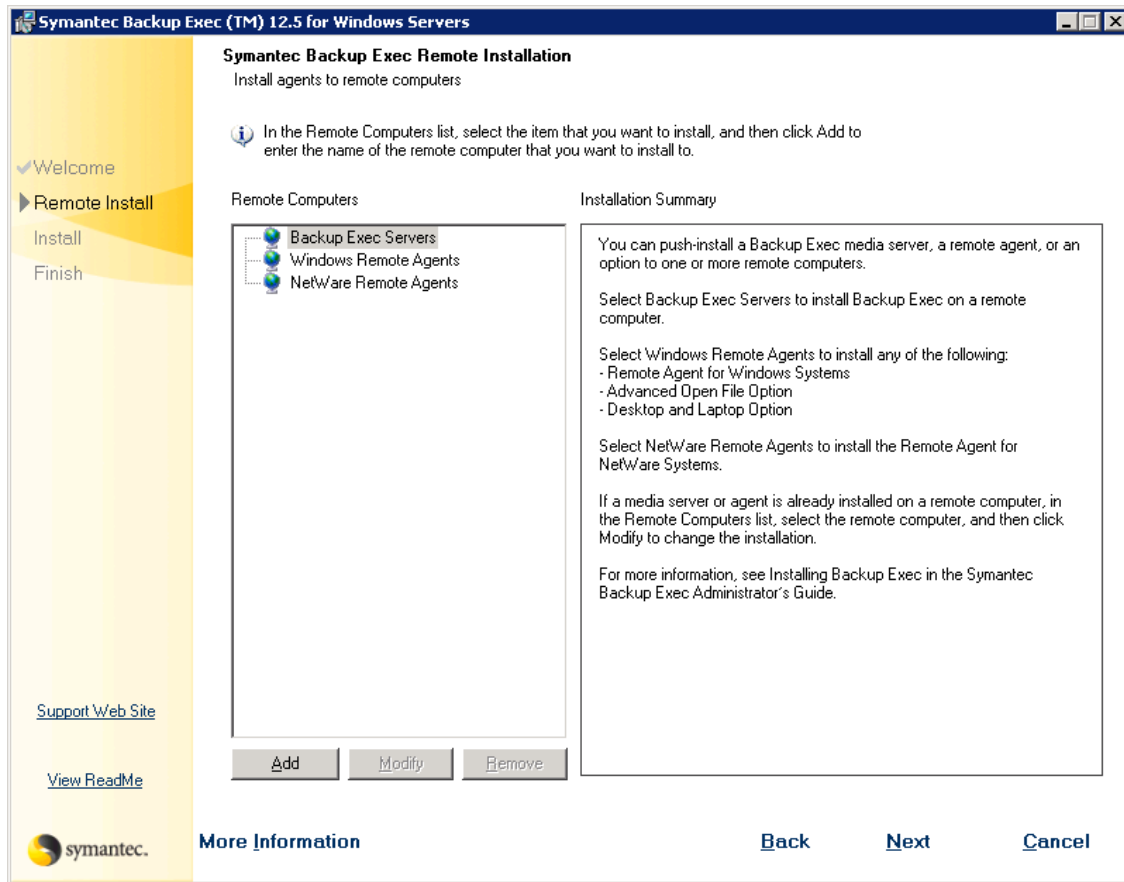 Symantec Backup Exec (TM) 12.5 for Windows Servers
Symantec Backup Exec Remote Installation
Install agents to remote computers
In the Remote Computers list, select the item that you want to install, and then click Add to
enter the name of the remote computer that you want to install to.
Welcome
Remote Install
Install
Finish
Support Web Site
View ReadMe
symantec.
Remote Computers
Backup Exec Servers
Windows Remote Agents
NetWare Remote Agents
Add
Modify
Remove
Installation Summary
You can push-install a Backup Exec media server, a remote agent, or an
option to one or more remote computers.
Select Backup Exec Servers to install Backup Exec on a remote
computer.
Select Windows Remote Agents to install any of the following:
- Remote Agent for Windows Systems
- Advanced Open File Option
- Desktop and Laptop Option
Select NetWare Remote Agents to install the Remote Agent for
NetWare Systems.
If a media server or agent is already installed on a remote computer, in
the Remote Computers list, select the remote computer, and then click
Modify to change the installation.
For more information, see Installing Backup Exec in the Symantec
Backup Exec Administrator's Guide.
More Information
Back
Next
Cancel